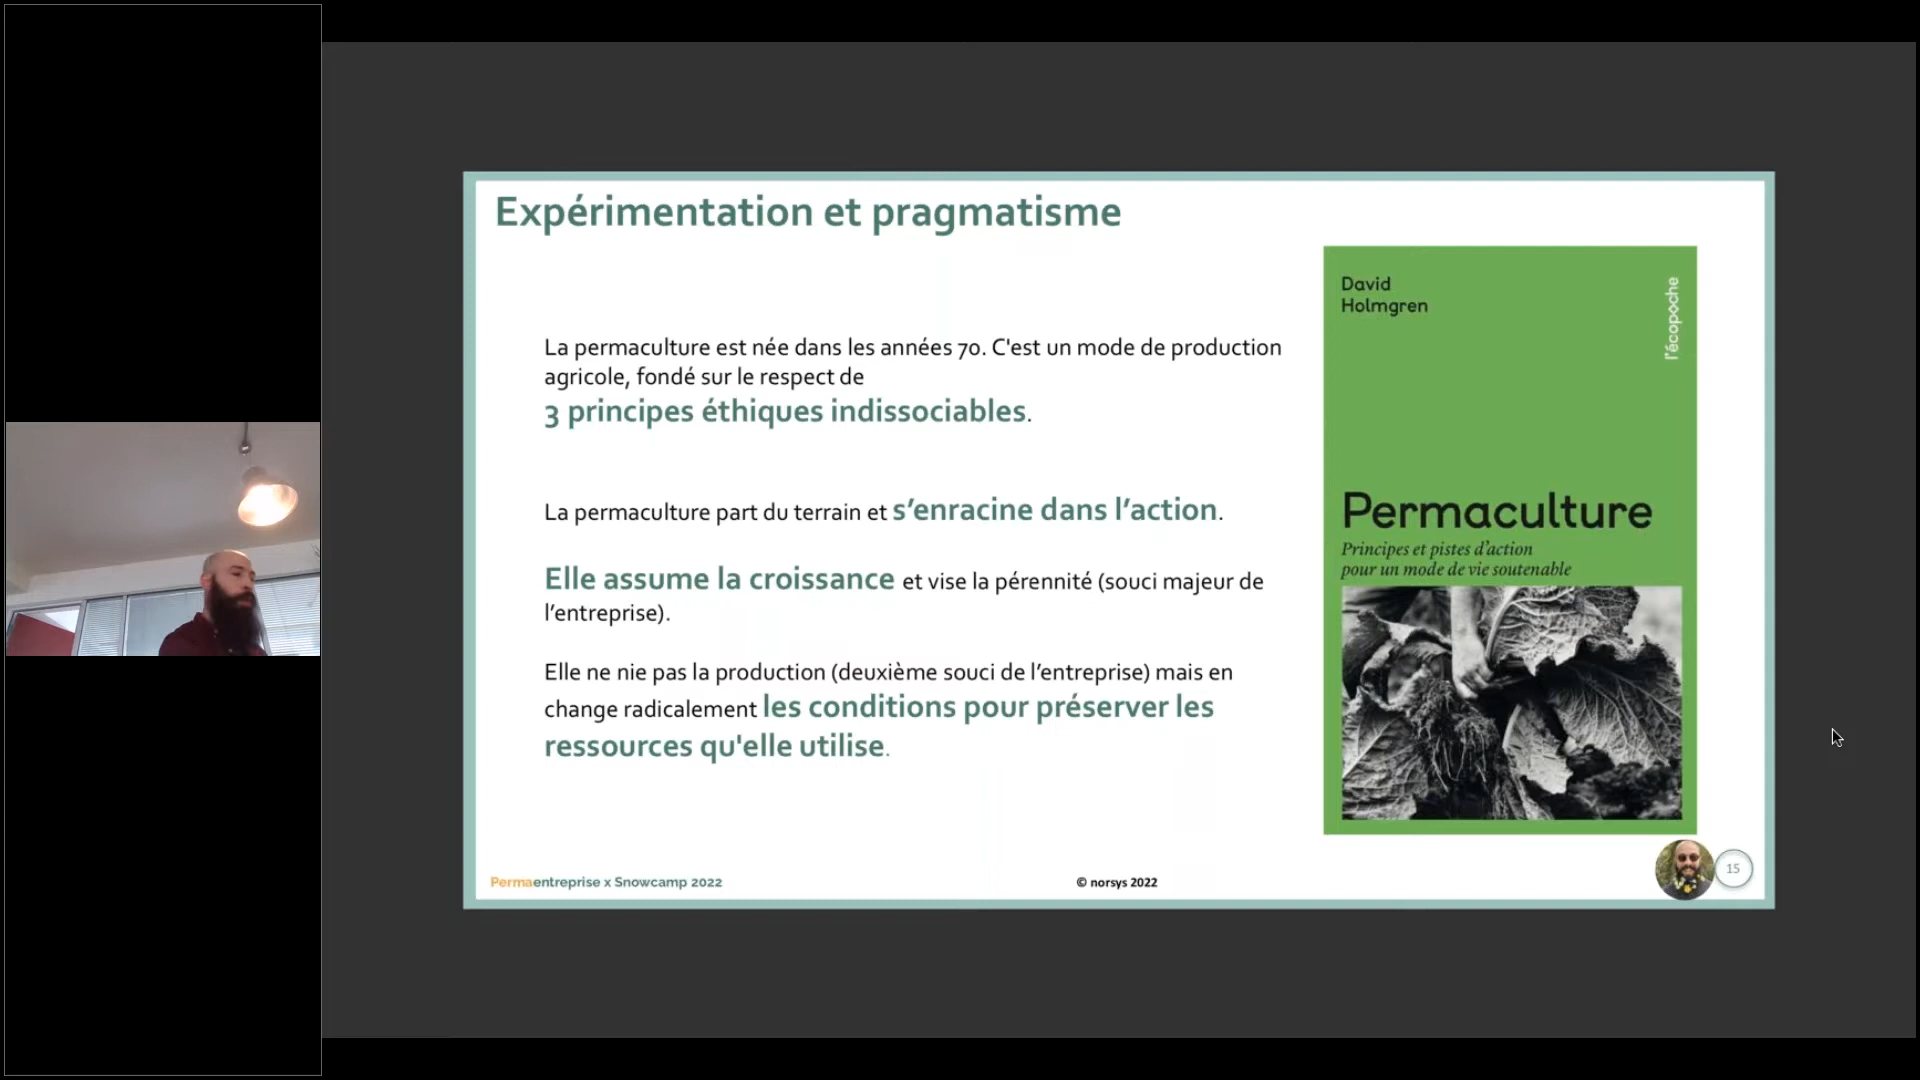 Expérimentation et pragmatisme
La permaculture est née dans les années 70. C'est un mode de production
agricole, fondé sur le respect de
3 principes éthiques indissociables.
La permaculture part du terrain et s’enracine dans l’action.
Elle assume la croissance et vise la pérennité (souci majeur de
l’entreprise).
Elle ne nie pas la production (deuxième souci de l’entreprise) mais en
change radicalement les conditions pour préserver les
ressources qu'elle utilise.
David
Holmgren
l’écopoche
Permaculture
Principes et pistes d’action
pour un mode de vie soutenable
Permaentreprise x Snowcamp 2022
© norsys 2022
15